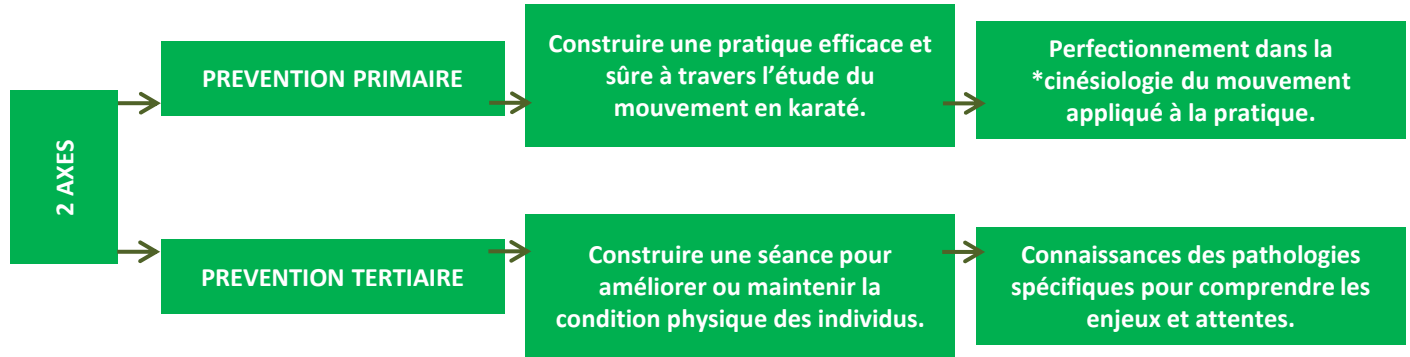 2 AXES
PREVENTION PRIMAIRE
Construire une pratique efficace et
sûre à travers l’étude du
mouvement en karaté.
Perfectionnement dans la
*cinésiologie du mouvement
appliqué à la pratique.
PREVENTION TERTIAIRE
Construire une séance pour
améliorer ou maintenir la
condition physique des individus.
Connaissances des pathologies
spécifiques pour comprendre les
enjeux et attentes.